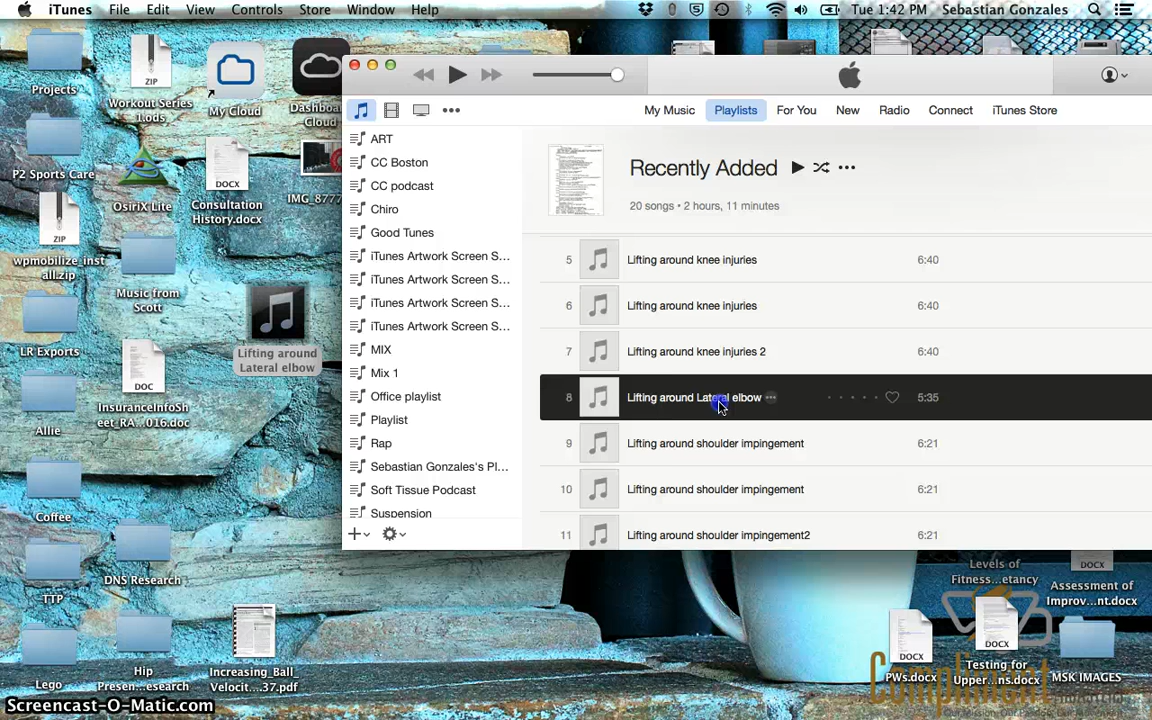 iTunes File Edit View Controls Store Window Help
Tue 1:42 PM Sebastian Gonzales
Projects
ZIP
Workout Series
1.ods
My Cloud
Dashboa
Cloud
P2 Sports Care
OsiriX Lite
DOCX
Consultation
History.docx
IMG_8777
ZIP
wpmobilize_inst
all.zip
Music from
Scott
LR Exports
Lifting around
Lateral elbow
DOC
InsuranceInfoSh
eet_RA...016.doc
Allie
Coffee
DNS Research
TTP
Lego
Hip
Presen...esearch
Increasing_Ball_
Velocit...37.pdf
My Music Playlists For You New Radio Connect iTunes Store
ART
CC Boston
CC podcast
Chiro
Good Tunes
iTunes Artwork Screen S...
iTunes Artwork Screen S...
iTunes Artwork Screen S...
iTunes Artwork Screen S...
MIX
Mix 1
Office playlist
Playlist
Rap
Sebastian Gonzales's Pl...
Soft Tissue Podcast
Suspension
Recently Added
20 songs • 2 hours, 11 minutes
5 Lifting around knee injuries 6:40
6 Lifting around knee injuries 6:40
7 Lifting around knee injuries 2 6:40
8 Lifting around Lateral elbow 5:35
9 Lifting around shoulder impingement 6:21
10 Lifting around shoulder impingement 6:21
11 Lifting around shoulder impingement2 6:21
Levels of
Fitness...etancy
DOCX
Assessment of
Improv...nt.docx
DOCX
PWs.docx
DOCX
Testing for
Upper...ns.docx
MSK IMAGES
Screencast-O-Matic.com